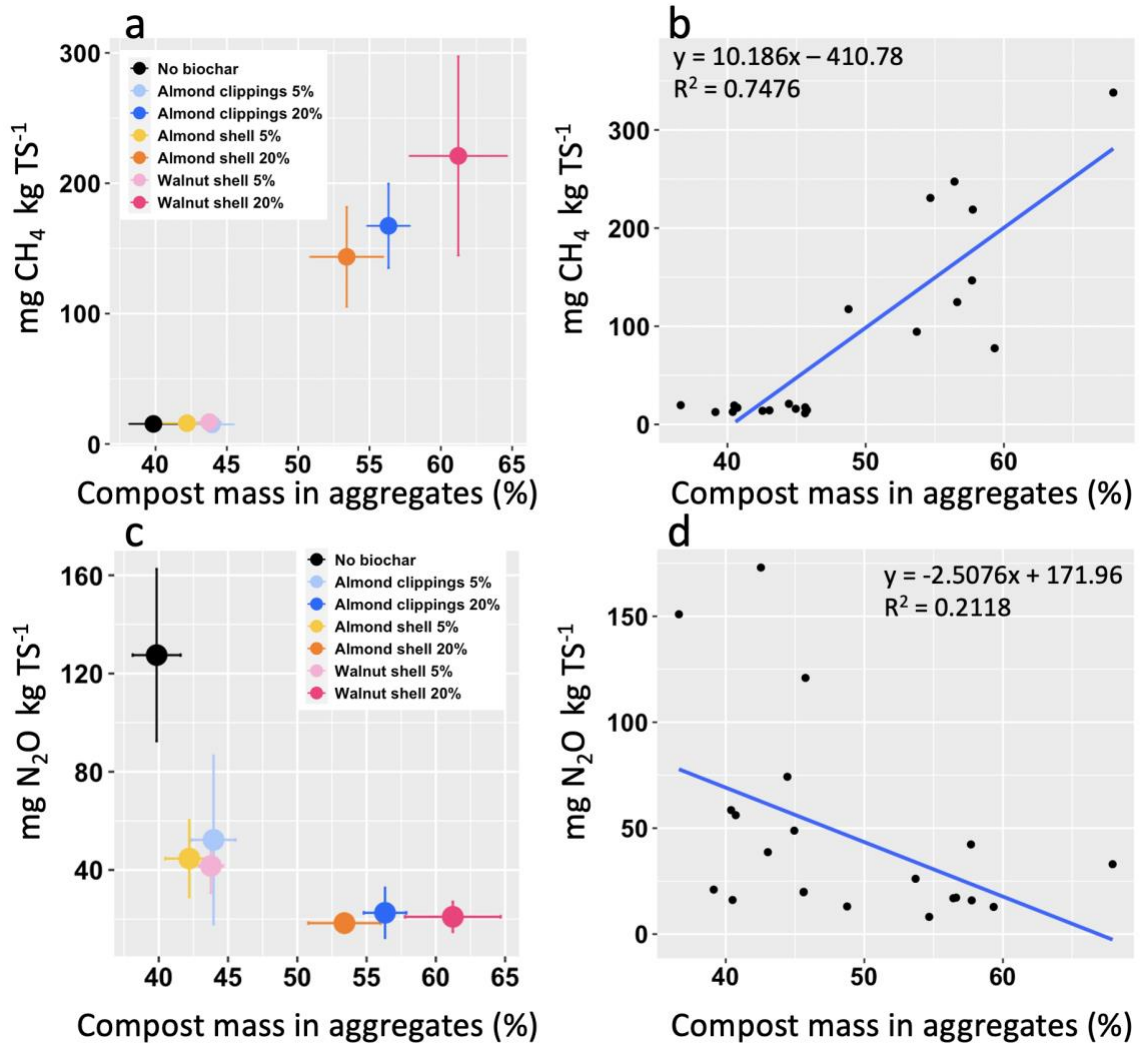 a
300
200
100
0
mg CH₄ kg TS⁻¹
No biochar
Almond clippings 5%
Almond clippings 20%
Almond shell 5%
Almond shell 20%
Walnut shell 5%
Walnut shell 20%
40 45 50 55 60 65
Compost mass in aggregates (%)
b
y = 10.186x – 410.78
R² = 0.7476
300
200
100
0
mg CH₄ kg TS⁻¹
40 50 60
Compost mass in aggregates (%)
c
160
120
80
40
mg N₂O kg TS⁻¹
No biochar
Almond clippings 5%
Almond clippings 20%
Almond shell 5%
Almond shell 20%
Walnut shell 5%
Walnut shell 20%
40 45 50 55 60 65
Compost mass in aggregates (%)
d
y = -2.5076x + 171.96
R² = 0.2118
150
100
50
0
mg N₂O kg TS⁻¹
40 50 60
Compost mass in aggregates (%)